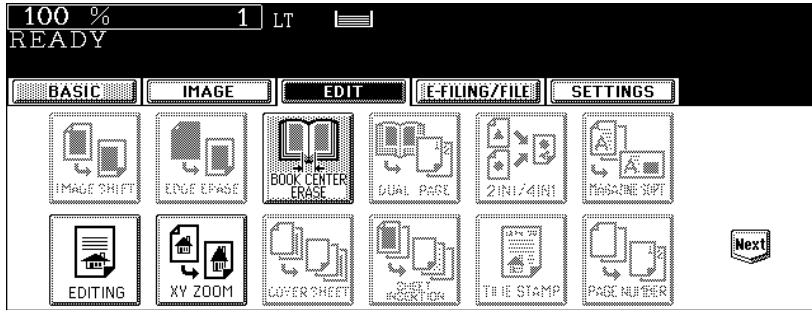 100 % 1 LT
READY
BASIC IMAGE EDIT E-FILING/FILE SETTINGS
IMAGE SHIFT EDGE ERASE BOOK CENTER ERASE DUAL PAGE 2IN1/4IN1 MAGAZINE SORT
EDITING XY ZOOM COVER SHEET SHEET INSERTION TIME STAMP PAGE NUMBER
Next